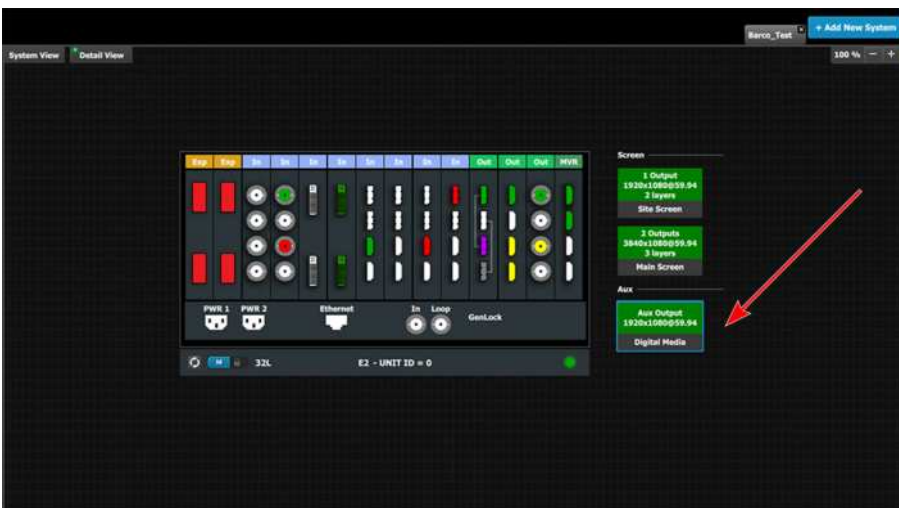 Barco_Test
+ Add New System
System View
Detail View
100 %
Exp Exp In In In In In In In In Out Out Out MVR
PWR 1 PWR 2 Ethernet In Loop
GenLock
32L E2 - UNIT ID = 0
Screen
1 Output
1920x1080@59.94
2 layers
Site Screen
2 Outputs
3840x1080@59.94
3 layers
Main Screen
Aux
Aux Output
1920x1080@59.94
Digital Media